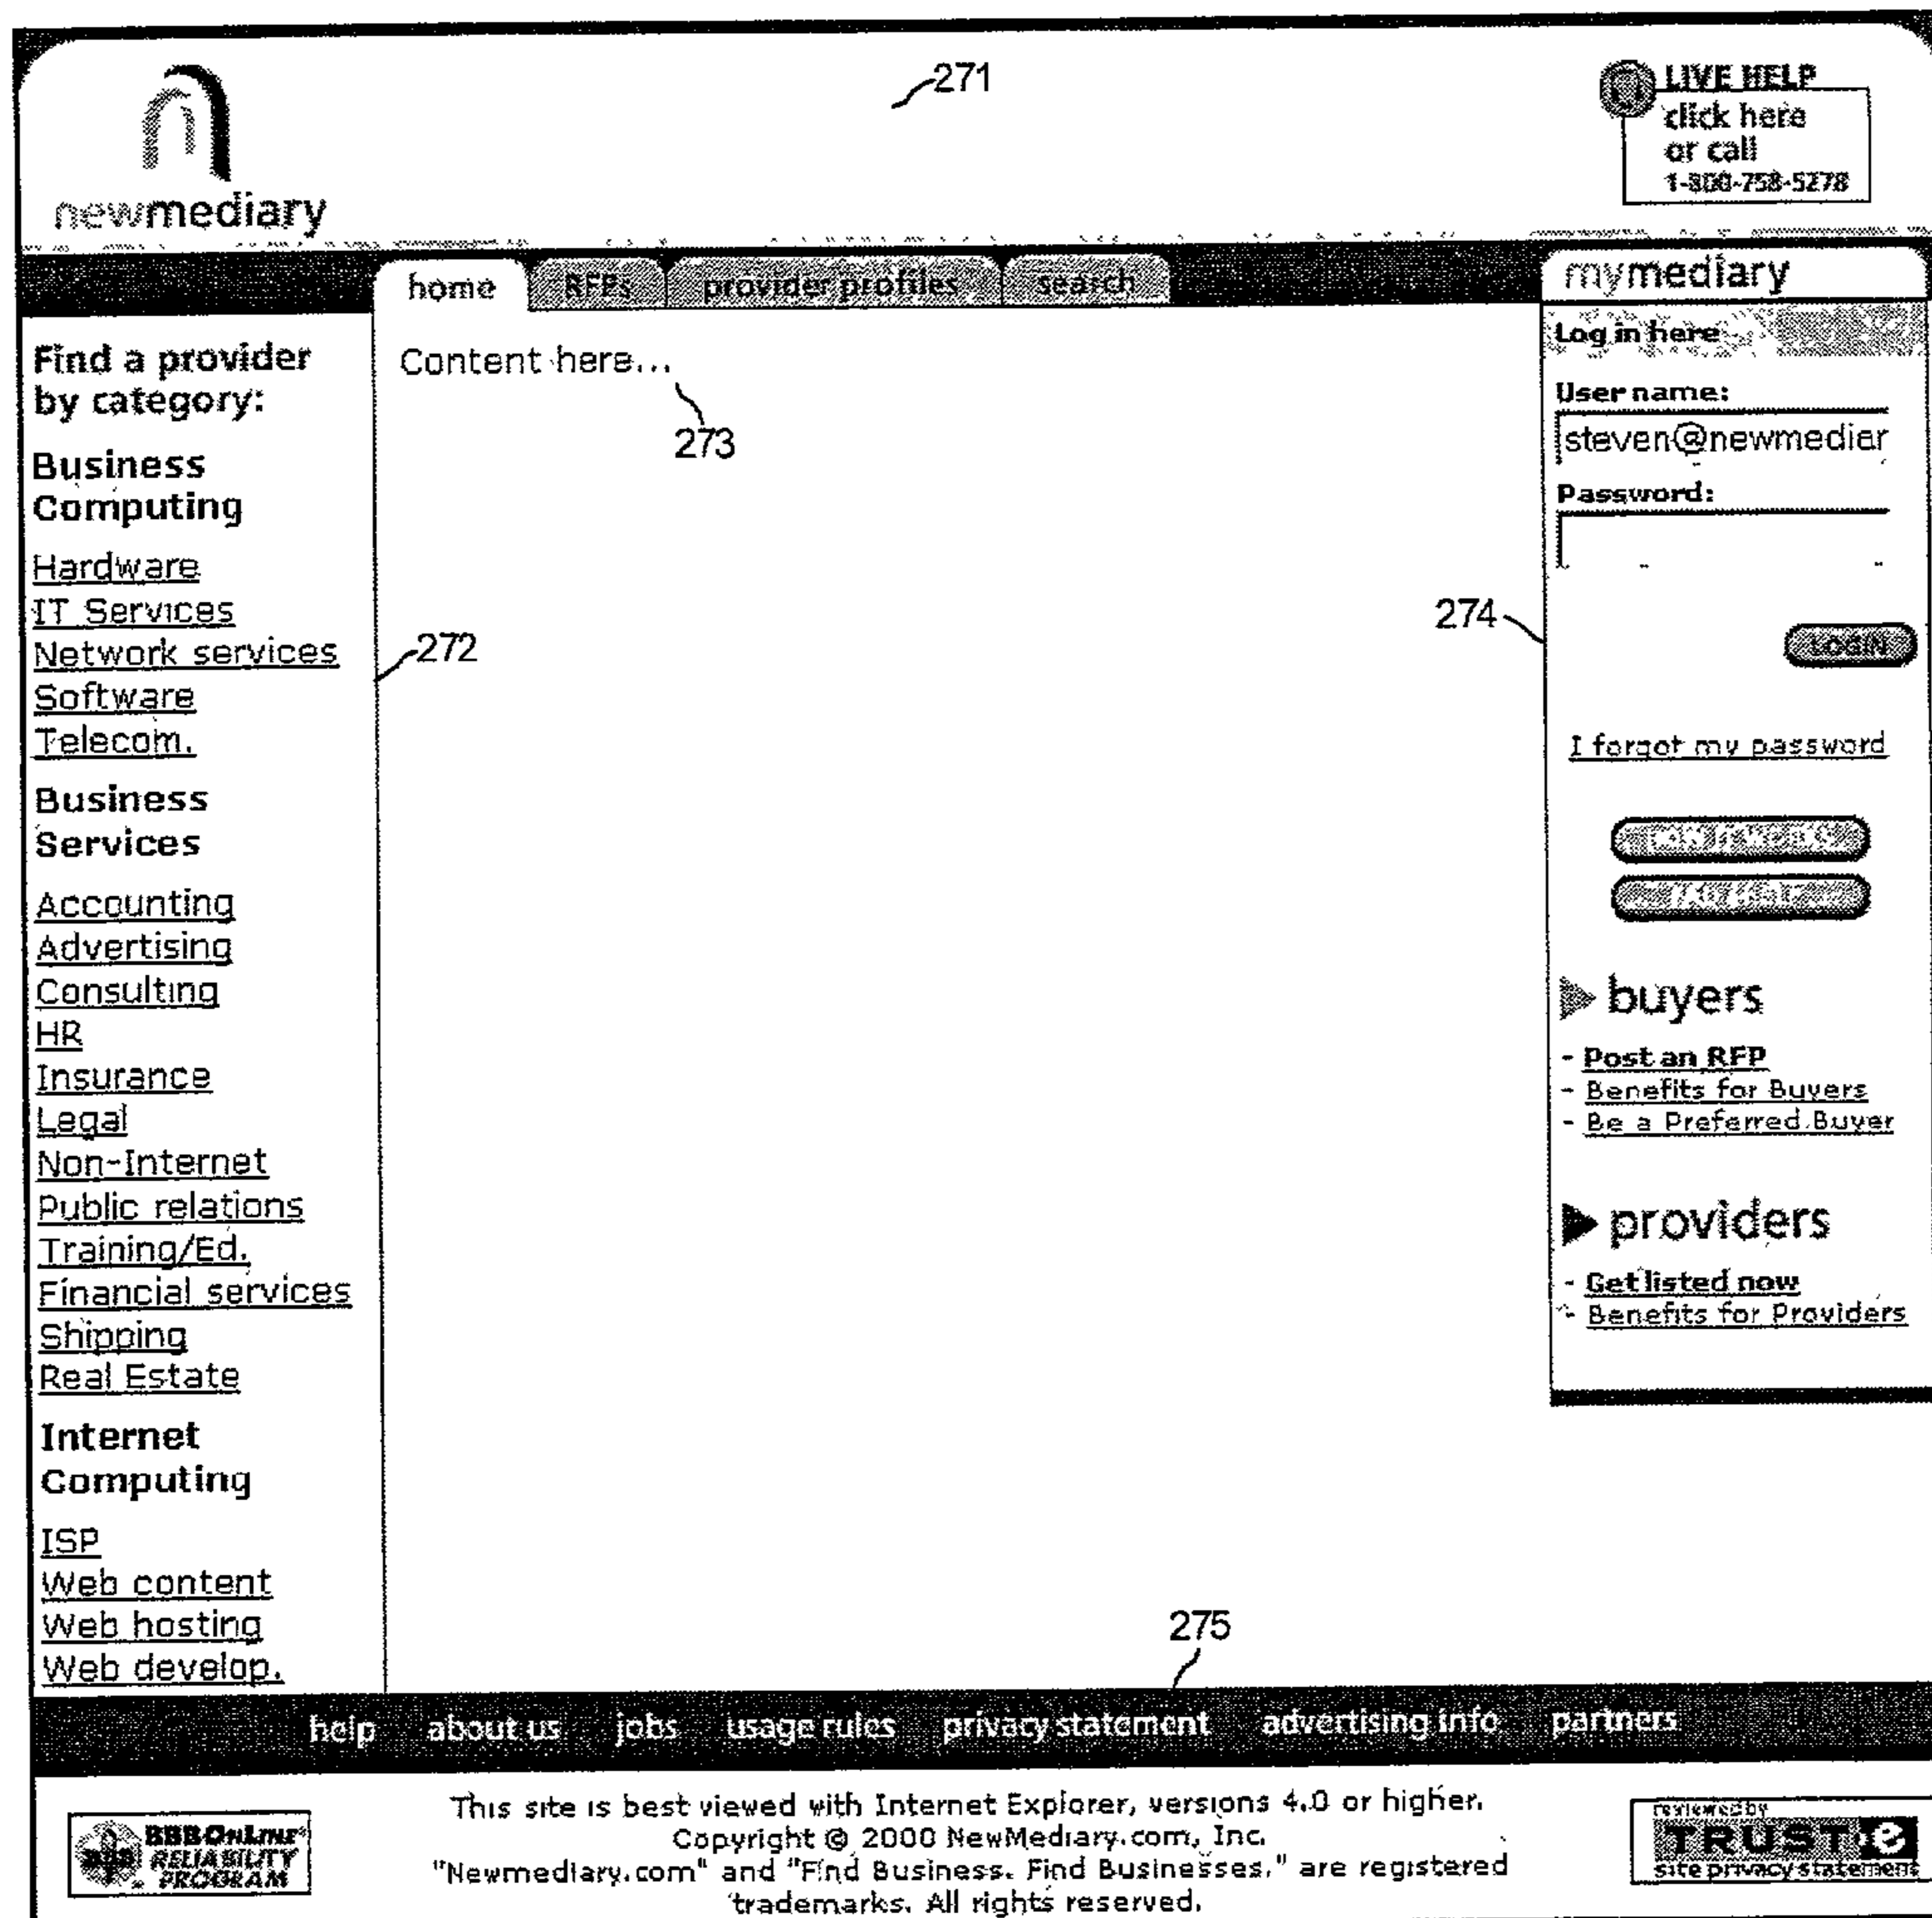 271
LIVE HELP
click here
or call
1-800-758-5278
newmediary
home RFPs provider profiles search
mymediary
Find a provider
by category:
Business
Computing
Hardware
IT Services
Network services
Software
Telecom.
Business
Services
Accounting
Advertising
Consulting
HR
Insurance
Legal
Non-Internet
Public relations
Training/Ed.
Financial services
Shipping
Real Estate
Internet
Computing
ISP
Web content
Web hosting
Web develop.
272
Content here...
273
274
Log in here
User name:
steven@newmediar
Password:
LOGIN
I forgot my password
HOW IT WORKS
buyers
- Post an RFP
- Benefits for Buyers
- Be a Preferred Buyer
providers
- Get listed now
- Benefits for Providers
275
help about us jobs usage rules privacy statement advertising info partners
BBBOnLine
RELIABILITY
PROGRAM
This site is best viewed with Internet Explorer, versions 4.0 or higher.
Copyright © 2000 NewMediary.com, Inc.
"Newmediary.com" and "Find Business. Find Businesses." are registered
trademarks. All rights reserved.
reviewed by
TRUSTe
site privacy statement